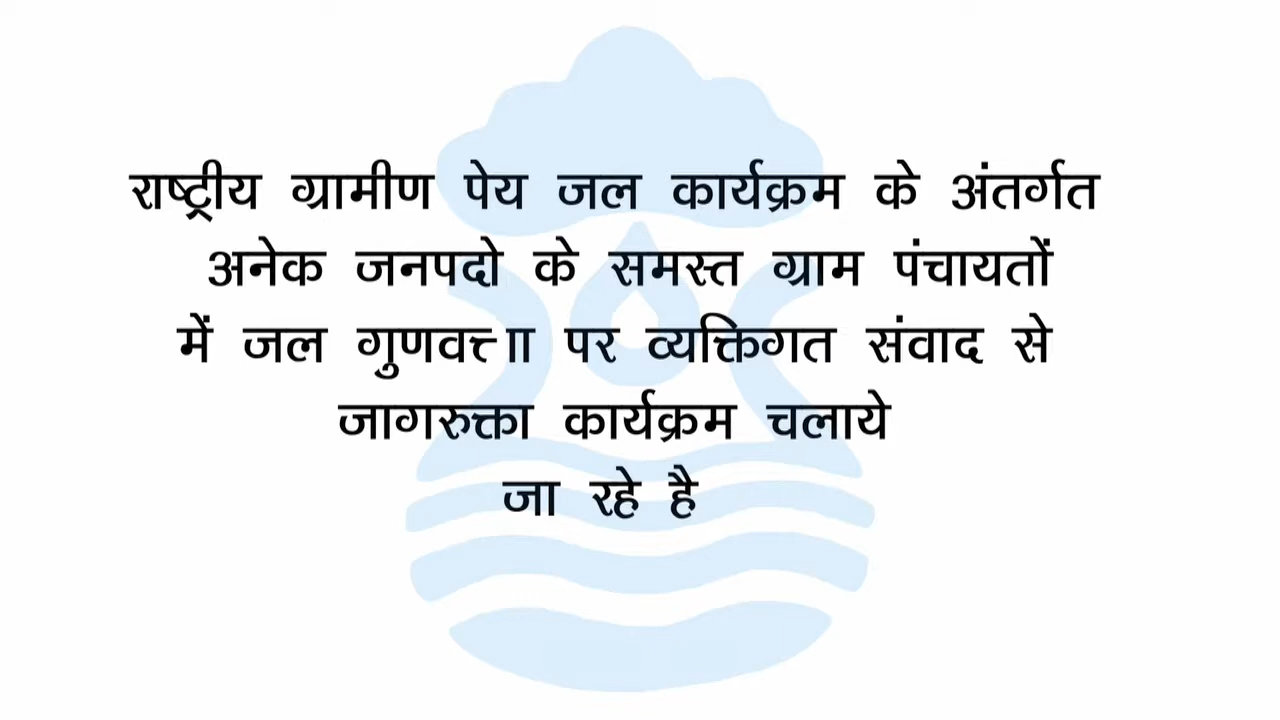 राष्ट्रीय ग्रामीण पेय जल कार्यक्रम के अंतर्गत
अनेक जनपदो के समस्त ग्राम पंचायतों
में जल गुणवत्ता पर व्यक्तिगत संवाद से
जागरुक्ता कार्यक्रम चलाये
जा रहे है